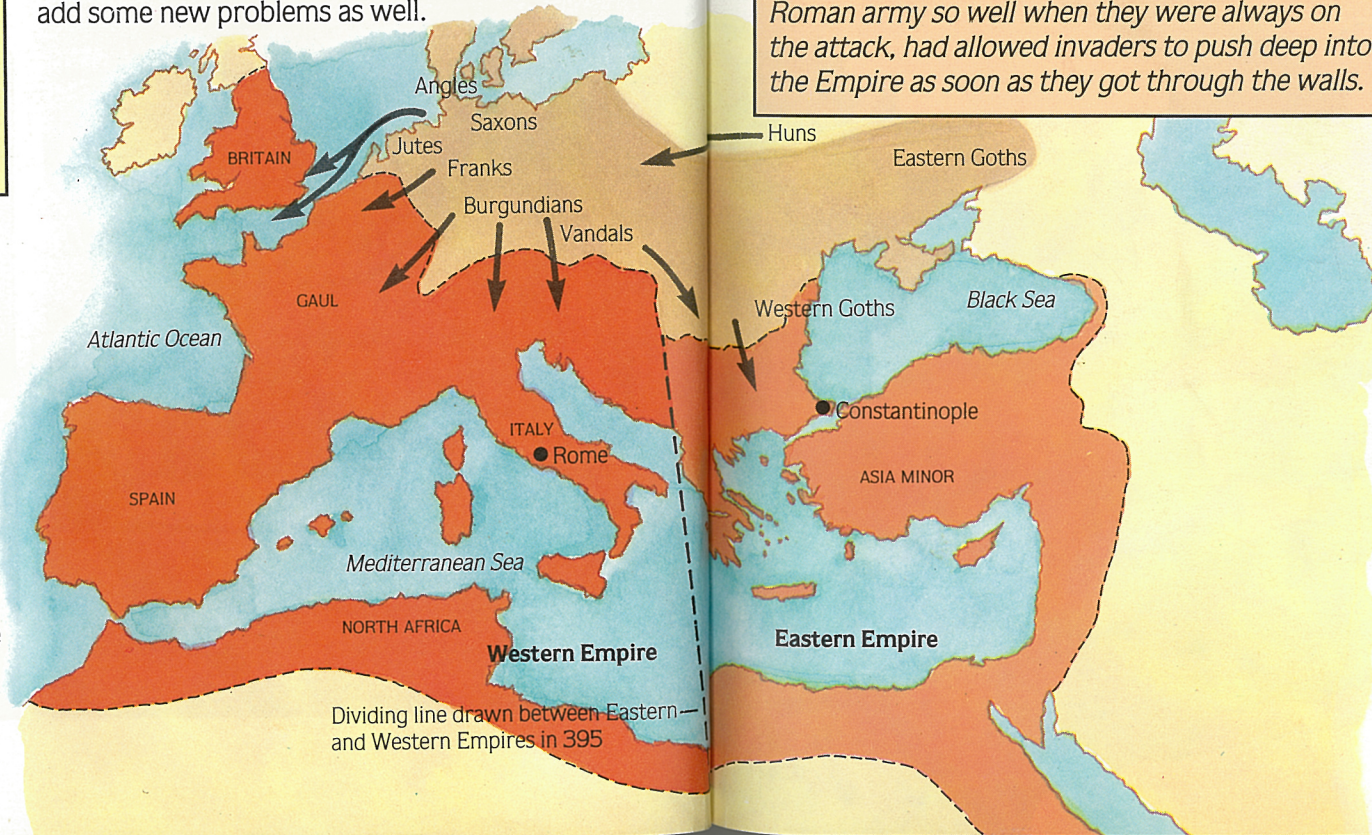 add some new problems as well.
Roman army so well when they were always on
the attack, had allowed invaders to push deep into
the Empire as soon as they got through the walls.
Angles
Saxons
Jutes
Franks
Burgundians
Vandals
Huns
Eastern Goths
Western Goths
BRITAIN
GAUL
Black Sea
Atlantic Ocean
Constantinople
ITALY
Rome
ASIA MINOR
SPAIN
Mediterranean Sea
NORTH AFRICA
Western Empire
Eastern Empire
Dividing line drawn between Eastern
and Western Empires in 395